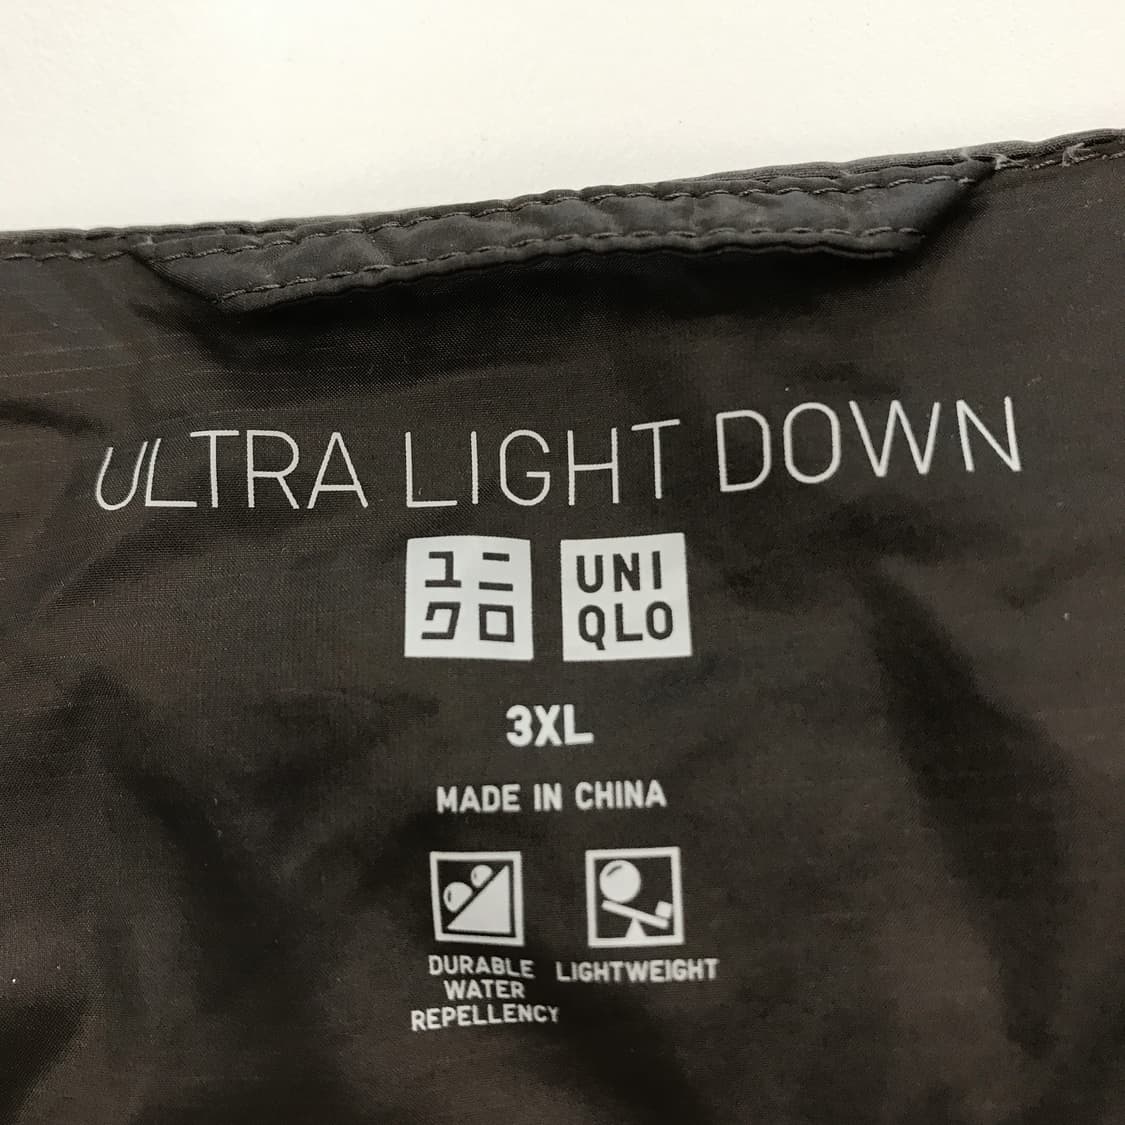 ULTRA LIGHT DOWN
ユニ
クロ
UNI
QLO
3XL
MADE IN CHINA
DURABLE
WATER
REPELLENCY
LIGHTWEIGHT